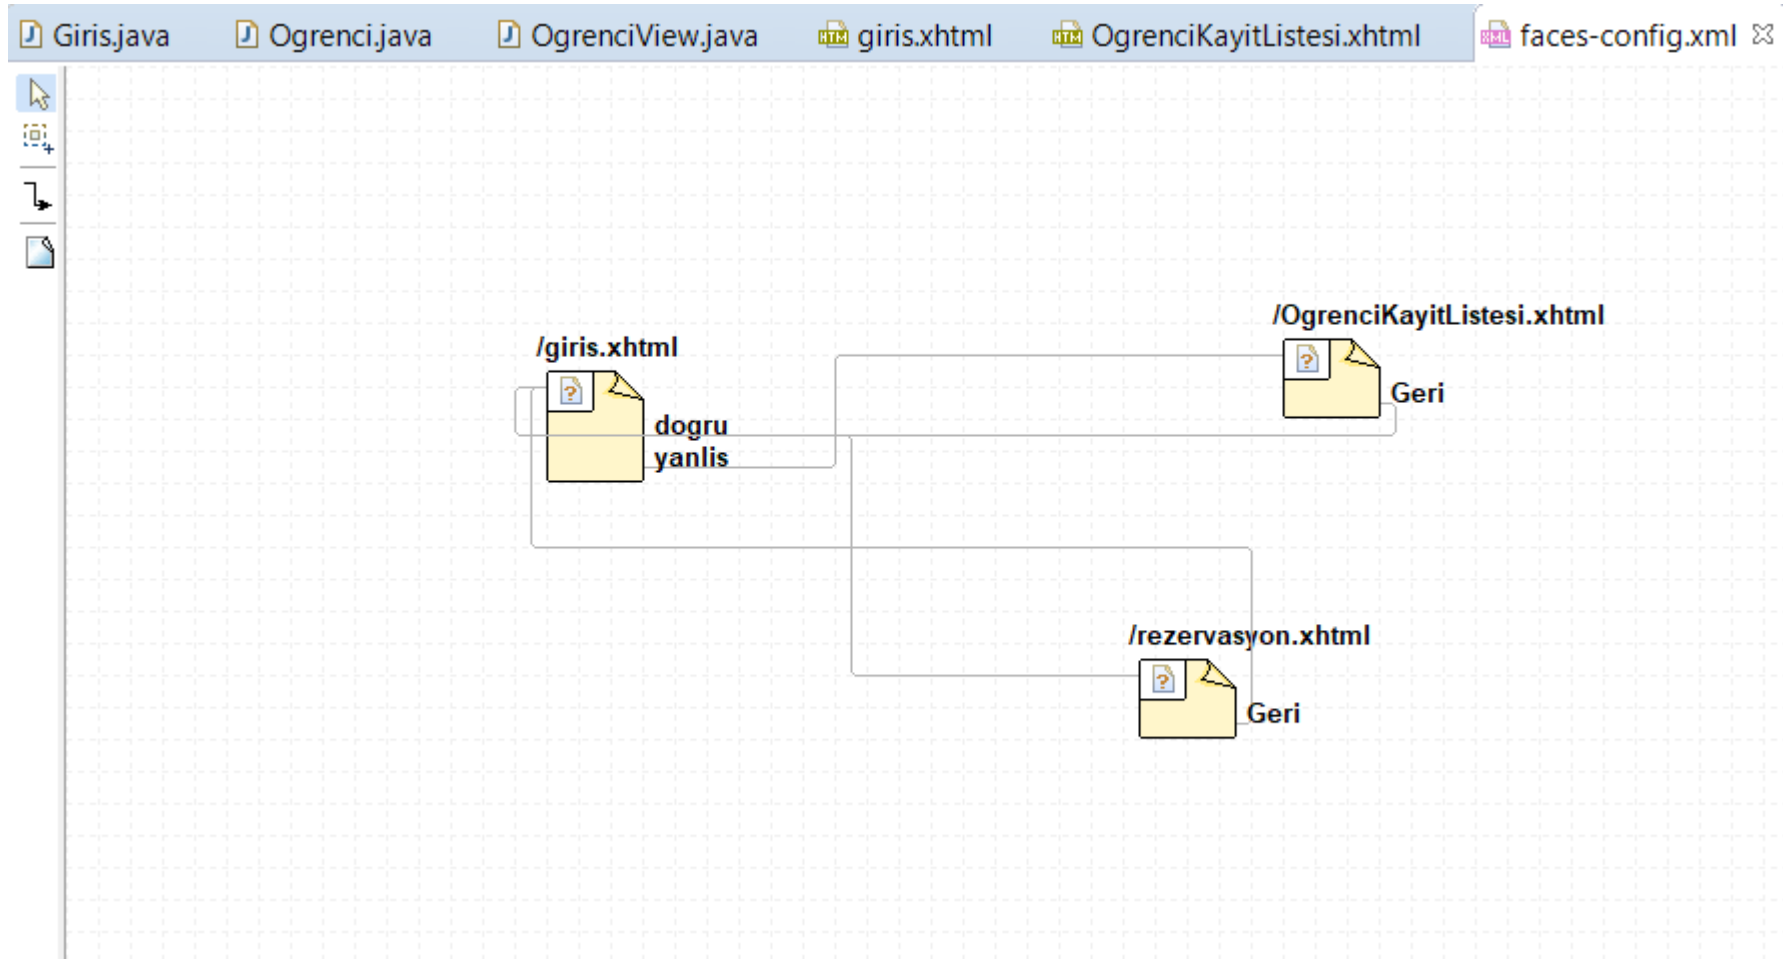 Giris.java Ogrenci.java OgrenciView.java giris.xhtml OgrenciKayitListesi.xhtml faces-config.xml
/OgrenciKayitListesi.xhtml
/giris.xhtml
Geri
dogru
yanlis
/rezervasyon.xhtml
Geri